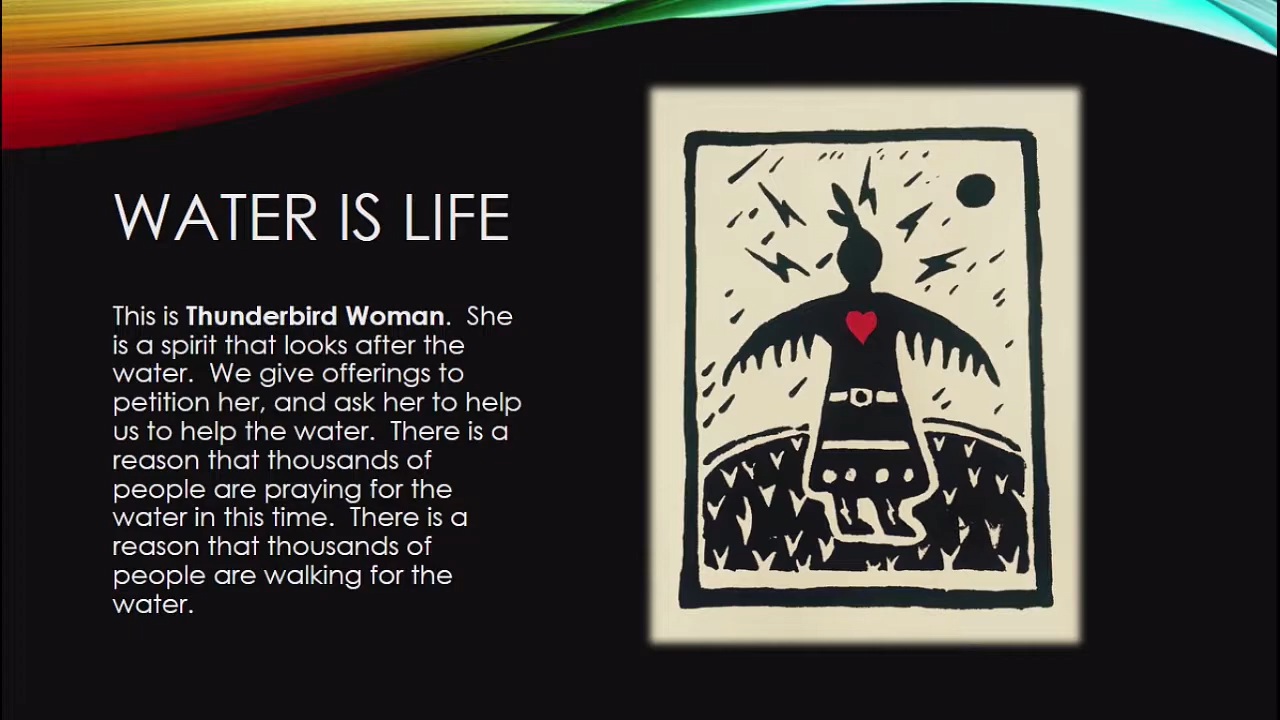 WATER IS LIFE
This is Thunderbird Woman.  She
is a spirit that looks after the
water.  We give offerings to
petition her, and ask her to help
us to help the water.  There is a
reason that thousands of
people are praying for the
water in this time.  There is a
reason that thousands of
people are walking for the
water.